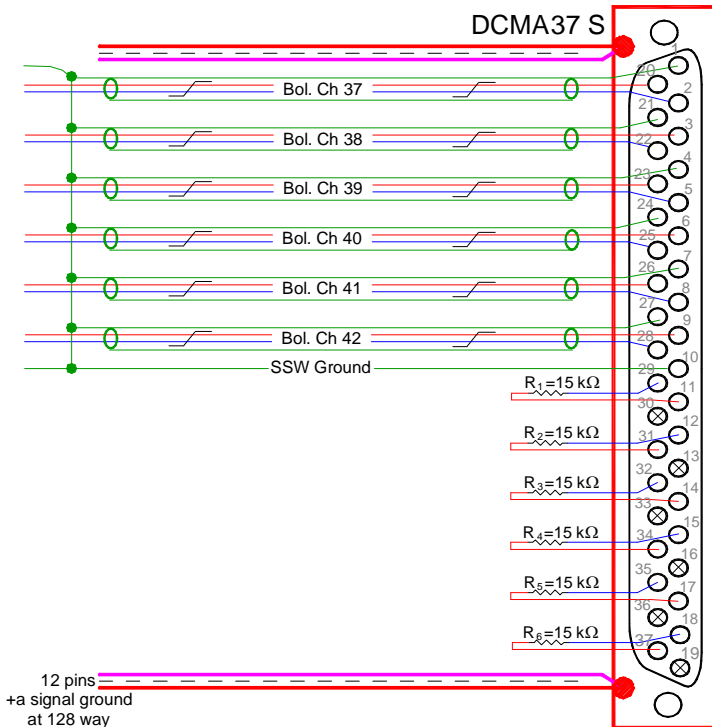 DCMA37 S
1
20
Bol. Ch 37
2
21
3
Bol. Ch 38
22
4
23
Bol. Ch 39
5
24
6
Bol. Ch 40
25
7
26
Bol. Ch 41
8
27
9
Bol. Ch 42
28
10
SSW Ground
29
R1=15 kΩ
11
30
12
R2=15 kΩ
31
13
32
R3=15 kΩ
14
33
15
R4=15 kΩ
34
16
35
R5=15 kΩ
17
36
18
R6=15 kΩ
37
19
12 pins
+a signal ground
at 128 way